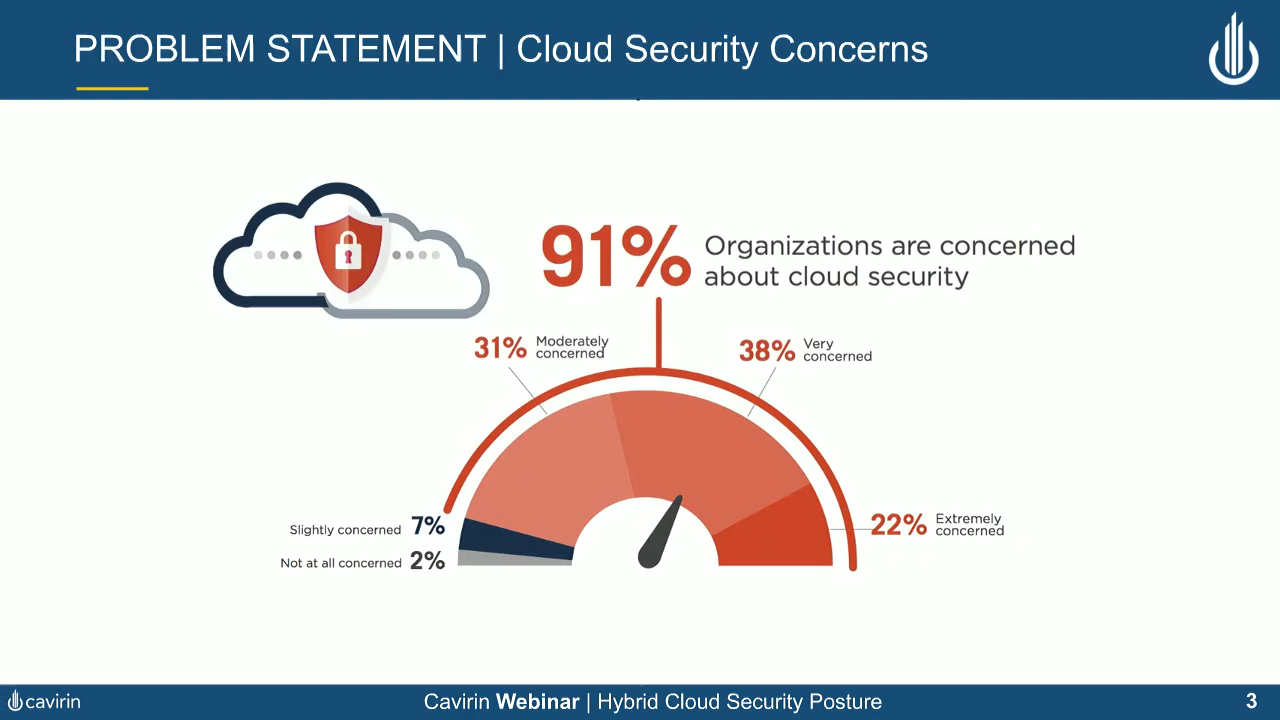 PROBLEM STATEMENT | Cloud Security Concerns
91%
Organizations are concerned
about cloud security
31%
Moderately
concerned
38%
Very
concerned
Slightly concerned 7%
22%
Extremely
concerned
Not at all concerned 2%
cavirin
Cavirin Webinar | Hybrid Cloud Security Posture
3